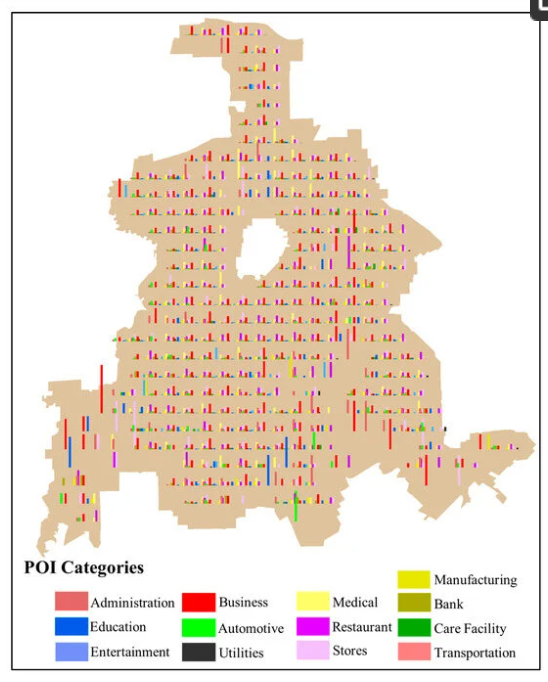 POI Categories
Manufacturing
Administration Business Medical Bank
Education Automotive Restaurant Care Facility
Entertainment Utilities Stores Transportation